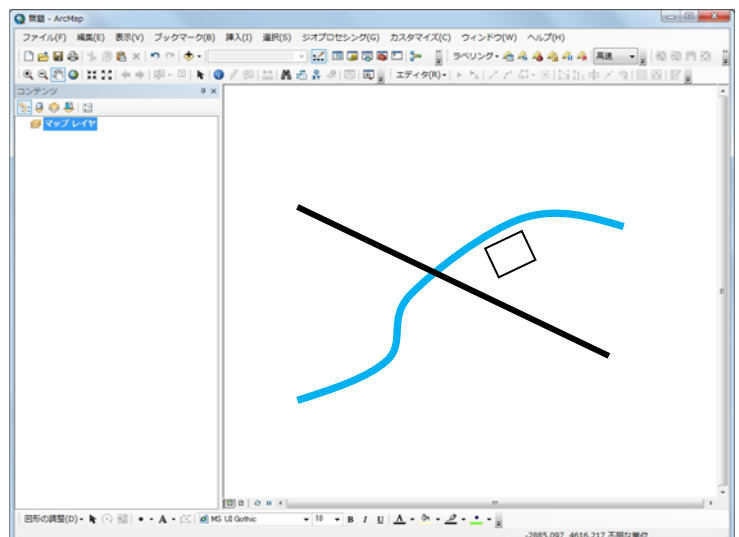 無題 - ArcMap
ファイル(F) 編集(E) 表示(V) ブックマーク(B) 挿入(I) 選択(S) ジオプロセシング(G) カスタマイズ(C) ウィンドウ(W) ヘルプ(H)
ラベリング 高速
エディタ(R)
コンテンツ
マップ レイヤ
図形の調整(D) A MS UI Gothic 10 B I U A
-2885.097 4616.217 不明な単位